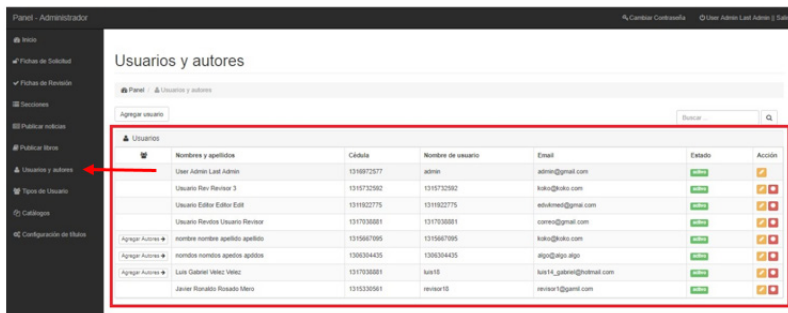 Panel - Administrador
Cambiar Contraseña
User Admin Last Admin || Salir
Inicio
Fichas de Solicitud
Fichas de Revisión
Secciones
Publicar noticias
Publicar libros
Usuarios y autores
Tipos de Usuario
Catálogos
Configuración de títulos
Usuarios y autores
Panel / Usuarios y autores
Agregar usuario
Buscar ...
Usuarios
Nombres y apellidos Cédula Nombre de usuario Email Estado Acción
User Admin Last Admin 1316972577 admin admin@gmail.com activo
Usuario Rev Revisor 3 1315732592 1315732592 koko@koko.com activo
Usuario Editor Editor Edit 1311922775 1311922775 activo
Usuario Revdos Usuario Revisor 1317038881 1317038881 correo@gmail.com activo
Agregar Autores nombre nombre apellido apellido 1315667095 1315667095 koko@koko.com activo
Agregar Autores nomdos nomdos apedos apddos 1306304435 1306304435 algo@algo.algo activo
Agregar Autores Luis Gabriel Velez Velez 1317038881 luis18 luis14_gabriel@hotmail.com activo
Javier Ronaldo Rosado Mero 1315330561 revisor18 revisor1@gamil.com activo